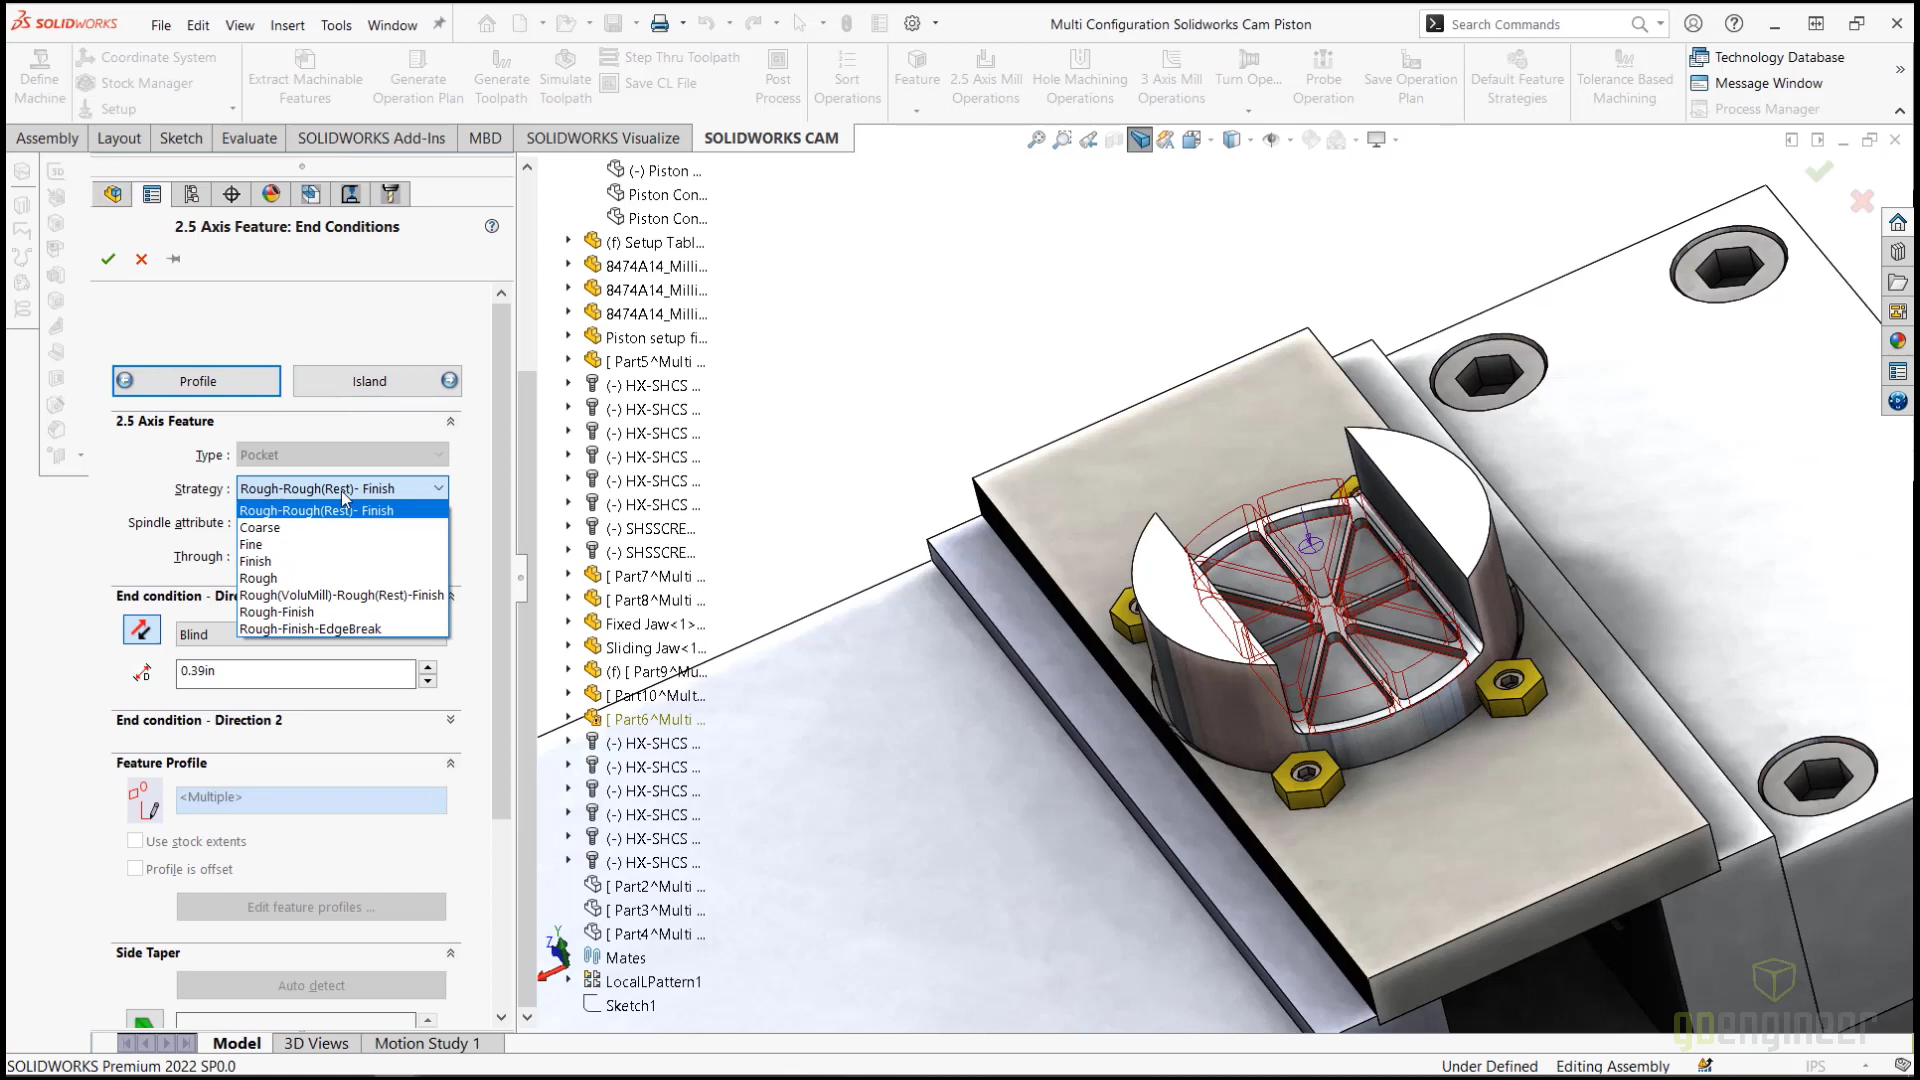 SOLIDWORKS
File Edit View Insert Tools Window
Multi Configuration Solidworks Cam Piston
Search Commands
Define Machine
Coordinate System
Stock Manager
Setup
Extract Machinable Features
Generate Operation Plan
Generate Toolpath
Simulate Toolpath
Step Thru Toolpath
Save CL File
Post Process
Sort Operations
Feature
2.5 Axis Mill Operations
Hole Machining Operations
3 Axis Mill Operations
Turn Ope...
Probe Operation
Save Operation Plan
Default Feature Strategies
Tolerance Based Machining
Technology Database
Message Window
Process Manager
Assembly Layout Sketch Evaluate SOLIDWORKS Add-Ins MBD SOLIDWORKS Visualize SOLIDWORKS CAM
2.5 Axis Feature: End Conditions
Profile
Island
2.5 Axis Feature
Type : Pocket
Strategy : Rough-Rough(Rest)- Finish
Rough-Rough(Rest)- Finish
Coarse
Spindle attribute :
Fine
Through : Finish
Rough
End condition - Dire
Rough(VoluMill)-Rough(Rest)-Finish
Rough-Finish
Rough-Finish-EdgeBreak
Blind
0.39in
End condition - Direction 2
Feature Profile
<Multiple>
Use stock extents
Profile is offset
Edit feature profiles ...
Side Taper
Auto detect
(-) Piston ...
Piston Con...
Piston Con...
(f) Setup Tabl...
8474A14_Milli...
8474A14_Milli...
8474A14_Milli...
Piston setup fi...
[ Part5^Multi ...
(-) HX-SHCS ...
(-) HX-SHCS ...
(-) HX-SHCS ...
(-) HX-SHCS ...
(-) HX-SHCS ...
(-) HX-SHCS ...
(-) SHSSCRE...
(-) SHSSCRE...
[ Part7^Multi ...
[ Part8^Multi ...
Fixed Jaw<1>...
Sliding Jaw<1...
(f) [ Part9^Mu...
[ Part10^Mult...
[ Part6^Multi ...
(-) HX-SHCS ...
(-) HX-SHCS ...
(-) HX-SHCS ...
(-) HX-SHCS ...
(-) HX-SHCS ...
(-) HX-SHCS ...
[ Part2^Multi ...
[ Part3^Multi ...
[ Part4^Multi ...
Mates
LocalLPattern1
Sketch1
Y
Z
goengineer
Model 3D Views Motion Study 1
SOLIDWORKS Premium 2022 SP0.0
Under Defined Editing Assembly IPS